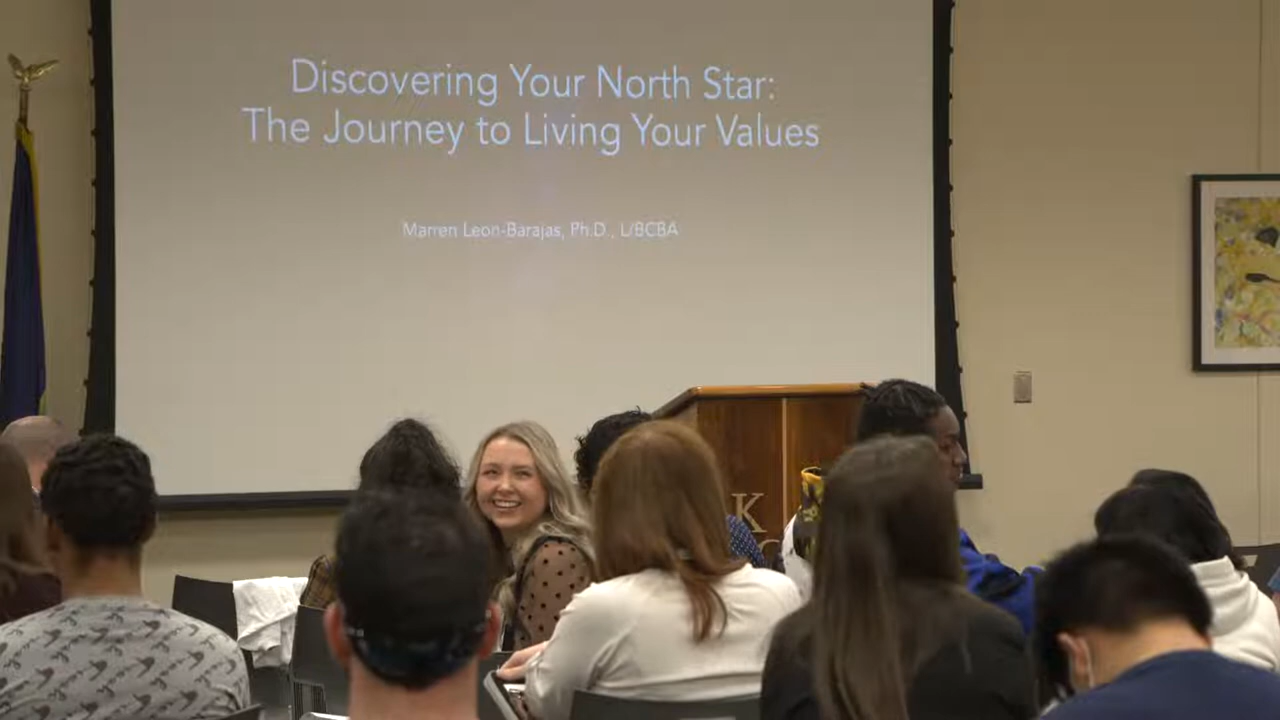 Discovering Your North Star:
The Journey to Living Your Values
Marren Leon-Barajas, Ph.D., L/BCBA
K